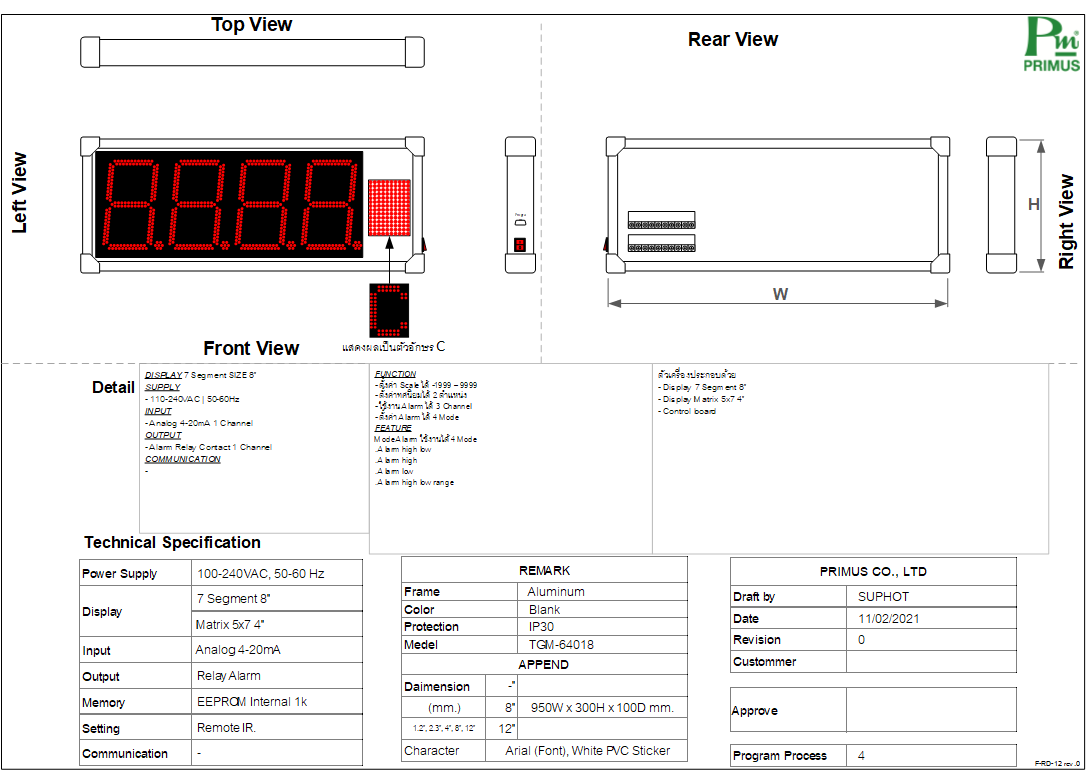 Top View
Rear View
Pm®
PRIMUS
Left View
H
Right View
W
แสดงผลเป็นตัวอักษร C
Front View
Detail
DISPLAY 7 Segment SIZE 8"
SUPPLY
- 110-240VAC | 50-60Hz
INPUT
-Analog 4-20mA 1 Channel
OUTPUT
-Alarm Relay Contact 1 Channel
COMMUNICATION
-
FUNCTION
-ตั้งค่า Scale ได้ -1999 – 9999
-ตั้งค่าทศนิยมได้ 2 ตำแหน่ง
-ใช้งาน Alarm ได้ 3 Channel
-ตั้งค่า Alarm ได้ 4 Mode
FEATURE
Mode Alarm ใช้งานได้ 4 Mode
.Alarm high low
.Alarm high
.Alarm low
.Alarm high low range
ตัวเครื่องประกอบด้วย
- Display 7 Segment 8"
- Display Matrix 5x7 4"
- Control board
Technical Specification
Power Supply 100-240VAC, 50-60 Hz
Display 7 Segment 8"
Matrix 5x7 4"
Input Analog 4-20mA
Output Relay Alarm
Memory EEPROM Internal 1k
Setting Remote IR.
Communication -
REMARK
Frame Aluminum
Color Blank
Protection IP30
Medel TGM-64018
APPEND
Daimension -"
(mm.) 8" 950W x 300H x 100D mm.
1.2", 2.3", 4", 8", 12" 12"
Character Arial (Font), White PVC Sticker
PRIMUS CO., LTD
Draft by SUPHOT
Date 11/02/2021
Revision 0
Custommer
Approve
Program Process 4
F-RD-12 rev.0